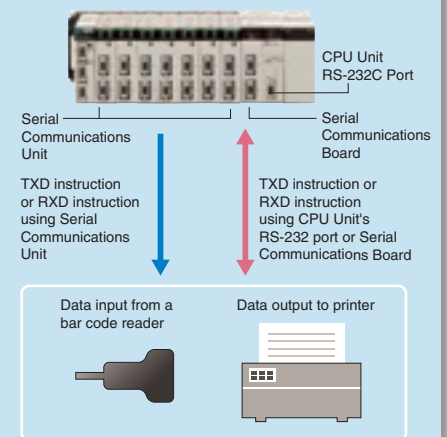 CPU Unit
RS-232C Port
Serial
Communications
Unit
Serial
Communications
Board
TXD instruction
or RXD instruction
using Serial
Communications
Unit
TXD instruction or
RXD instruction
using CPU Unit's
RS-232 port or Serial
Communications Board
Data input from a
bar code reader
Data output to printer